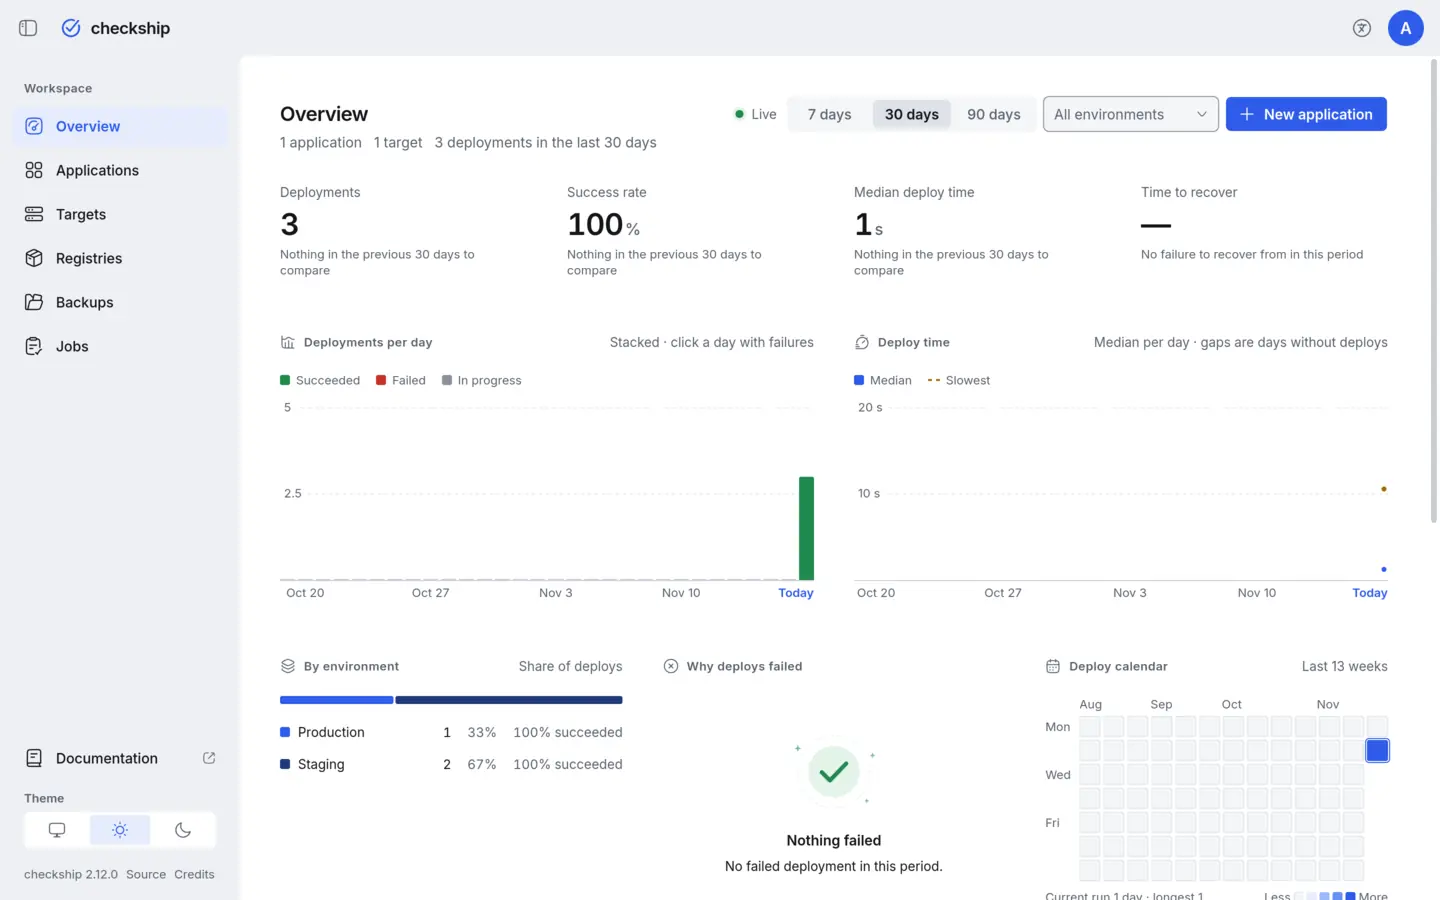 checkship
A
Workspace
Overview
Applications
Targets
Registries
Backups
Jobs
Documentation
Theme
checkship 2.12.0 Source Credits
Overview
1 application 1 target 3 deployments in the last 30 days
Live
7 days
30 days
90 days
All environments
New application
Deployments
3
Nothing in the previous 30 days to
compare
Success rate
100 %
Nothing in the previous 30 days to
compare
Median deploy time
1 s
Nothing in the previous 30 days to
compare
Time to recover
—
No failure to recover from in this period
Deployments per day
Stacked · click a day with failures
Succeeded Failed In progress
5
2.5
Oct 20 Oct 27 Nov 3 Nov 10 Today
Deploy time
Median per day · gaps are days without deploys
Median Slowest
20 s
10 s
Oct 20 Oct 27 Nov 3 Nov 10 Today
By environment
Share of deploys
Production 1 33% 100% succeeded
Staging 2 67% 100% succeeded
Why deploys failed
Nothing failed
No failed deployment in this period.
Deploy calendar
Last 13 weeks
Aug Sep Oct Nov
Mon
Wed
Fri
Current run 1 day · longest 1
Less More